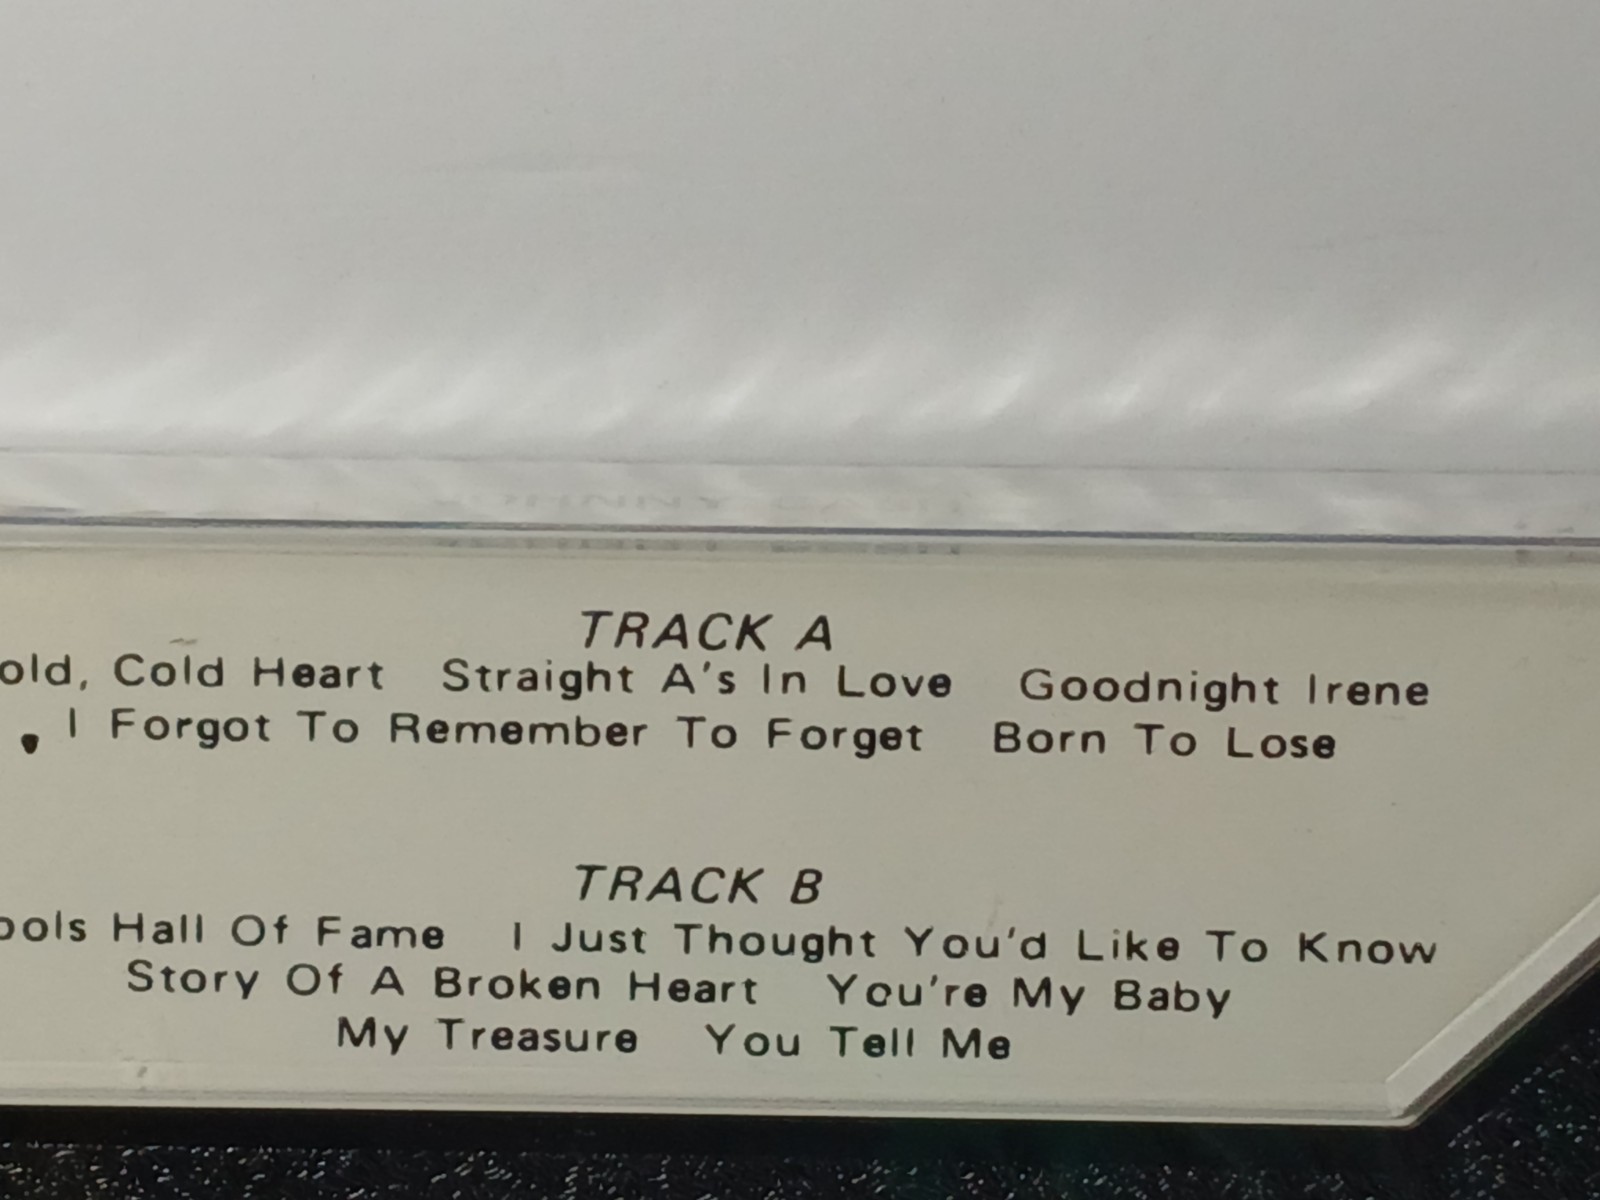 TRACK A
old, Cold Heart Straight A's In Love Goodnight Irene
I Forgot To Remember To Forget Born To Lose
TRACK B
ools Hall Of Fame I Just Thought You'd Like To Know
Story Of A Broken Heart You're My Baby
My Treasure You Tell Me